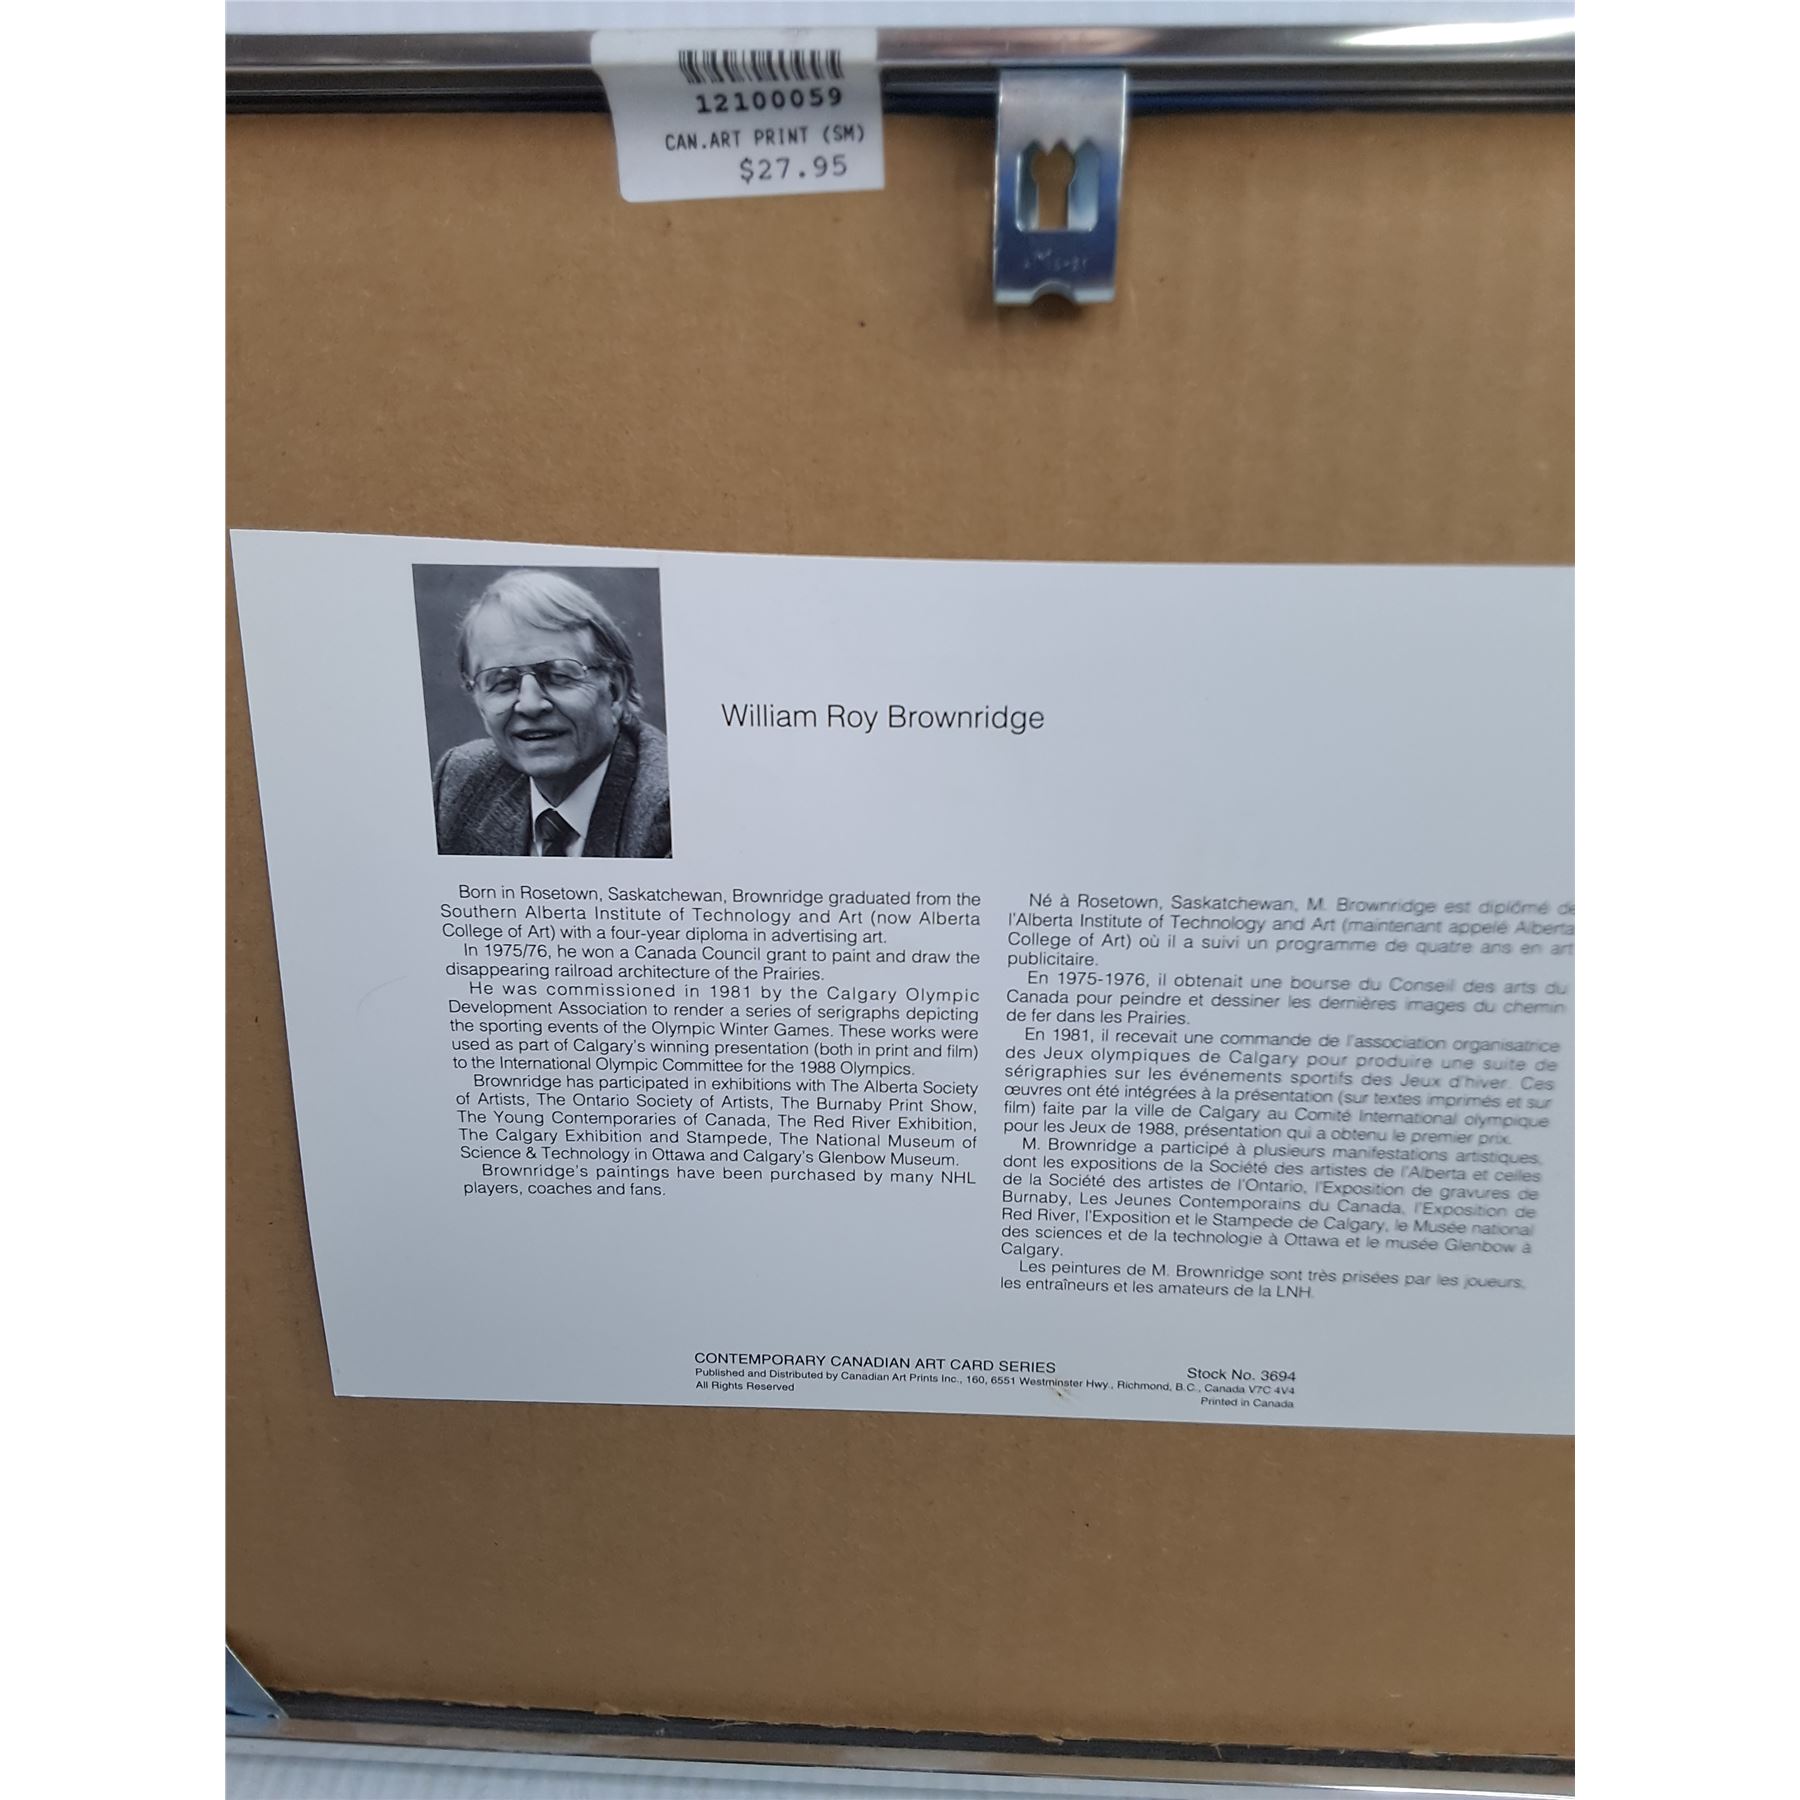 12100059
CAN.ART PRINT (SM)
$27.95
William Roy Brownridge
Born in Rosetown, Saskatchewan, Brownridge graduated from the
Southern Alberta Institute of Technology and Art (now Alberta
College of Art) with a four-year diploma in advertising art.
In 1975/76, he won a Canada Council grant to paint and draw the
disappearing railroad architecture of the Prairies.
He was commissioned in 1981 by the Calgary Olympic
Development Association to render a series of serigraphs depicting
the sporting events of the Olympic Winter Games. These works were
used as part of Calgary's winning presentation (both in print and film)
to the International Olympic Committee for the 1988 Olympics.
Brownridge has participated in exhibitions with The Alberta Society
of Artists, The Ontario Society of Artists, The Burnaby Print Show,
The Young Contemporaries of Canada, The Red River Exhibition,
The Calgary Exhibition and Stampede, The National Museum of
Science & Technology in Ottawa and Calgary's Glenbow Museum.
Brownridge's paintings have been purchased by many NHL
players, coaches and fans.
Né à Rosetown, Saskatchewan, M. Brownridge est diplômé de
l'Alberta Institute of Technology and Art (maintenant appelé Alberta
College of Art) où il a suivi un programme de quatre ans en art
publicitaire.
En 1975-1976, il obtenait une bourse du Conseil des arts du
Canada pour peindre et dessiner les dernières images du chemin
de fer dans les Prairies.
En 1981, il recevait une commande de l'association organisatrice
des Jeux olympiques de Calgary pour produire une suite de
sérigraphies sur les événements sportifs des Jeux d'hiver. Ces
œuvres ont été intégrées à la présentation (sur textes imprimés et sur
film) faite par la ville de Calgary au Comité International olympique
pour les Jeux de 1988, présentation qui a obtenu le premier prix.
M. Brownridge a participé à plusieurs manifestations artistiques,
dont les expositions de la Société des artistes de l'Alberta et celles
de la Société des artistes de l'Ontario, l'Exposition de gravures de
Burnaby, Les Jeunes Contemporains du Canada, l'Exposition de
Red River, l'Exposition et le Stampede de Calgary, le Musée national
des sciences et de la technologie à Ottawa et le musée Glenbow à
Calgary.
Les peintures de M. Brownridge sont très prisées par les joueurs,
les entraîneurs et les amateurs de la LNH.
CONTEMPORARY CANADIAN ART CARD SERIES
Stock No. 3694
Published and Distributed by Canadian Art Prints Inc., 160, 6551 Westminster Hwy., Richmond, B.C., Canada V7C 4V4
All Rights Reserved
Printed in Canada